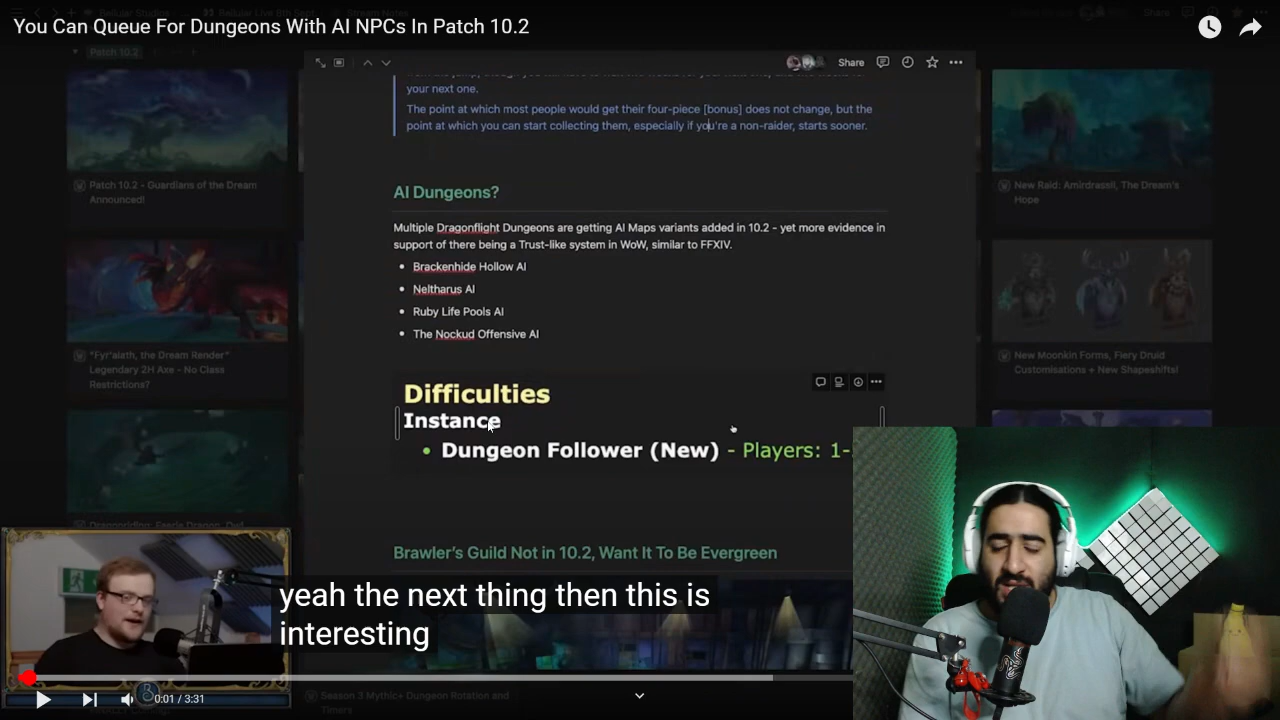 You Can Queue For Dungeons With AI NPCs In Patch 10.2
Patch 10.2
Share
your next one.
The point at which most people would get their four-piece [bonus] does not change, but the
point at which you can start collecting them, especially if you're a non-raider, starts sooner.
Patch 10.2 - Guardians of the Dream
Announced!
New Raid: Amirdrassil, The Dream's
Hope
AI Dungeons?
Multiple Dragonflight Dungeons are getting AI Maps variants added in 10.2 - yet more evidence in
support of there being a Trust-like system in WoW, similar to FFXIV.
• Brackenhide Hollow AI
• Neltharus AI
• Ruby Life Pools AI
• The Nockud Offensive AI
"Fyr'alath, the Dream Render"
Legendary 2H Axe - No Class
Restrictions?
New Moonkin Forms, Fiery Druid
Customisations + New Shapeshifts!
Difficulties
Instance
• Dungeon Follower (New) - Players: 1-
Brawler's Guild Not in 10.2, Want It To Be Evergreen
yeah the next thing then this is
interesting
0:01 / 3:31
Season 3 Mythic+ Dungeon Rotation and
Timers